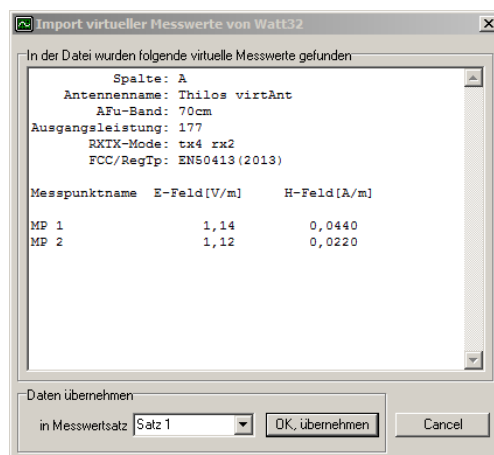 Import virtueller Messwerte von Watt32
In der Datei wurden folgende virtuelle Messwerte gefunden
Spalte: A
Antennenname: Thilos virtAnt
AFu-Band: 70cm
Ausgangsleistung: 177
RXTX-Mode: tx4 rx2
FCC/RegTp: EN50413(2013)
Messpunktname E-Feld[V/m] H-Feld[A/m]
MP 1 1,14 0,0440
MP 2 1,12 0,0220
Daten übernehmen
in Messwertsatz Satz 1 OK, übernehmen Cancel